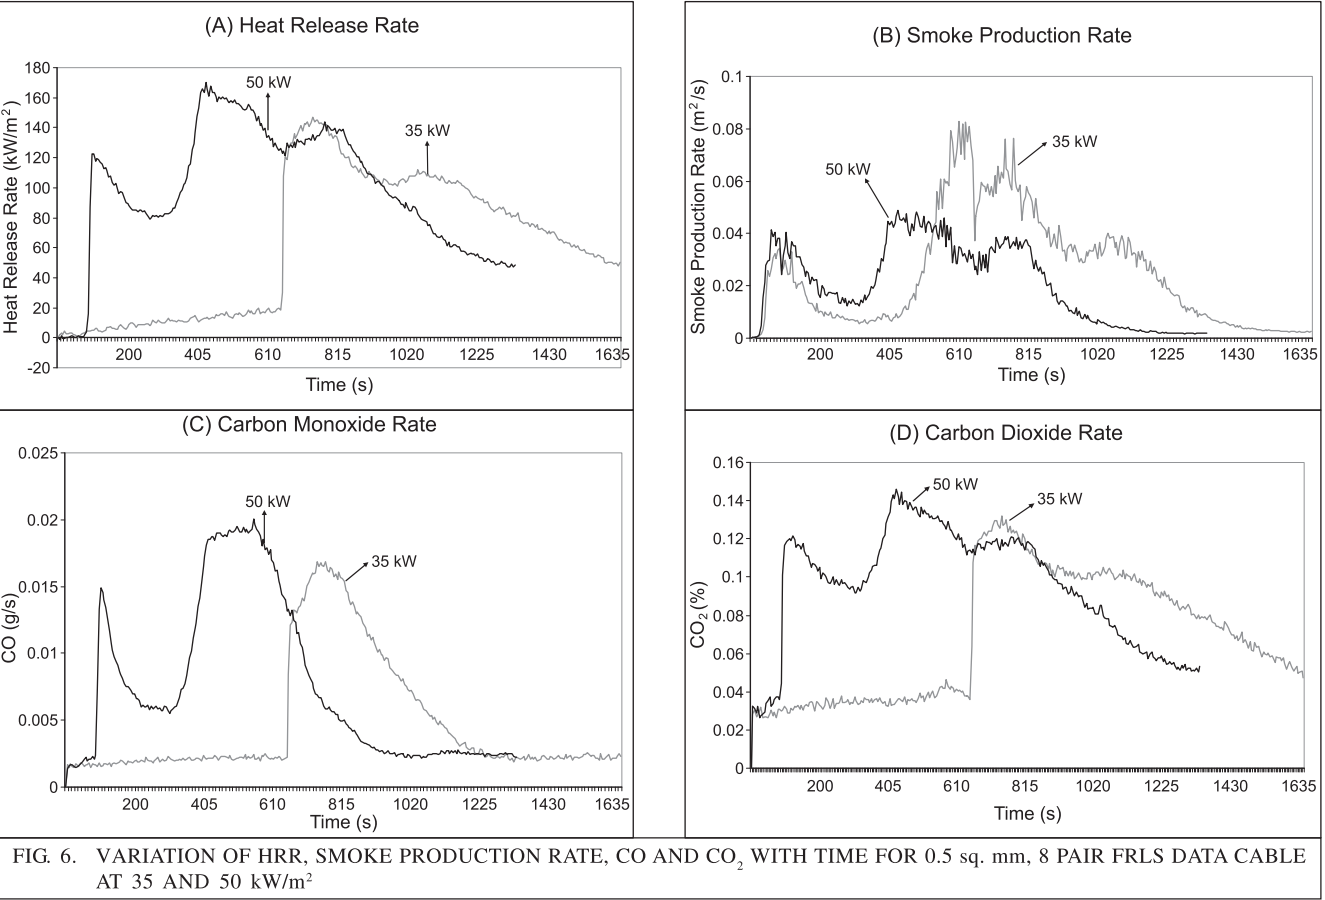 (A) Heat Release Rate
Heat Release Rate (kW/m²)
180
160
140
120
100
80
60
40
20
0
-20
50 kW
35 kW
200 405 610 815 1020 1225 1430 1635
Time (s)
(B) Smoke Production Rate
Smoke Production Rate (m²/s)
0.1
0.08
0.06
0.04
0.02
0
50 kW
35 kW
200 405 610 815 1020 1225 1430 1635
Time (s)
(C) Carbon Monoxide Rate
CO (g/s)
0.025
0.02
0.015
0.01
0.005
0
50 kW
35 kW
200 405 610 815 1020 1225 1430 1635
Time (s)
(D) Carbon Dioxide Rate
CO₂ (%)
0.16
0.14
0.12
0.1
0.08
0.06
0.04
0.02
0
50 kW
35 kW
200 405 610 815 1020 1225 1430 1635
Time (s)
FIG. 6. VARIATION OF HRR, SMOKE PRODUCTION RATE, CO AND CO₂ WITH TIME FOR 0.5 sq. mm, 8 PAIR FRLS DATA CABLE
AT 35 AND 50 kW/m²